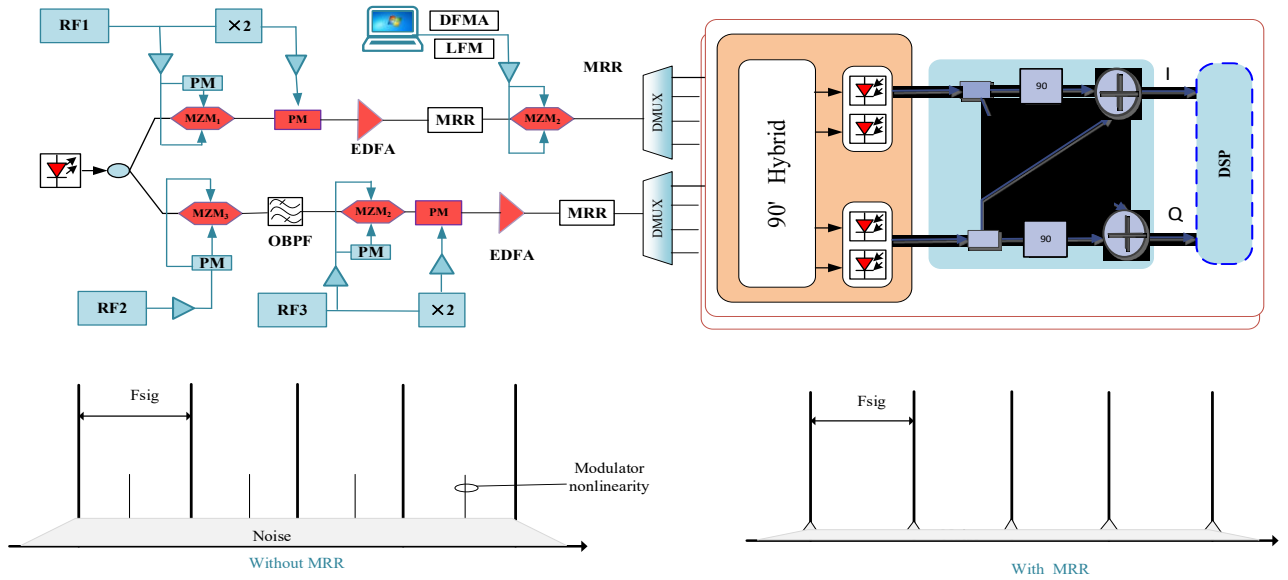 RF1
×2
DFMA
LFM
PM
MZM1
PM
EDFA
MRR
MZM2
MRR
DMUX
90' Hybrid
90
I
DSP
MZM3
OBPF
MZM2
PM
EDFA
MRR
DMUX
90
Q
PM
PM
RF2
RF3
×2
Fsig
Modulator
nonlinearity
Noise
Without MRR
Fsig
With MRR